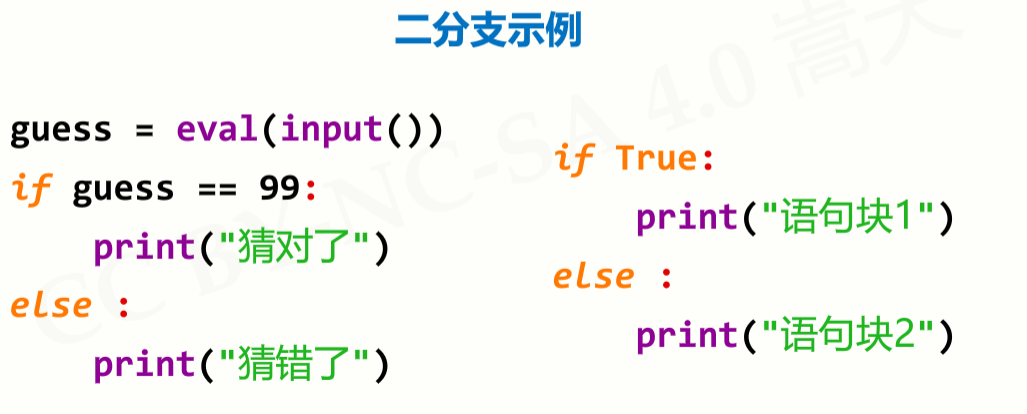 二分支示例
guess = eval(input())
if guess == 99:
    print("猜对了")
else :
    print("猜错了")
if True:
    print("语句块1")
else :
    print("语句块2")
CC BY-NC-SA 4.0 嵩天